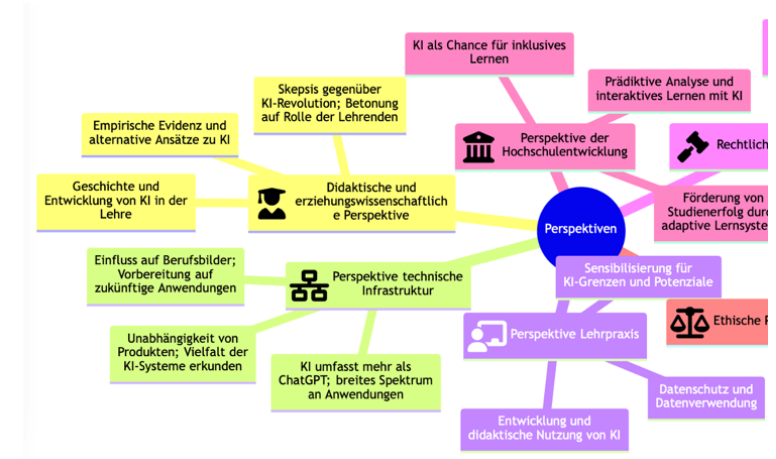 KI als Chance für inklusives
Lernen
Prädiktive Analyse und
interaktives Lernen mit KI
Skepsis gegenüber
KI-Revolution; Betonung
auf Rolle der Lehrenden
Empirische Evidenz und
alternative Ansätze zu KI
Perspektive der
Hochschulentwicklung
Rechtlich
Geschichte und
Entwicklung von KI in der
Lehre
Didaktische und
erziehungswissenschaftlich
e Perspektive
Förderung von
Studienerfolg durc
adaptive Lernsyste
Perspektiven
Einfluss auf Berufsbilder;
Vorbereitung auf
zukünftige Anwendungen
Perspektive technische
Infrastruktur
Sensibilisierung für
KI-Grenzen und Potenziale
Ethische
Perspektive Lehrpraxis
Unabhängigkeit von
Produkten; Vielfalt der
KI-Systeme erkunden
KI umfasst mehr als
ChatGPT; breites Spektrum
an Anwendungen
Datenschutz und
Datenverwendung
Entwicklung und
didaktische Nutzung von KI